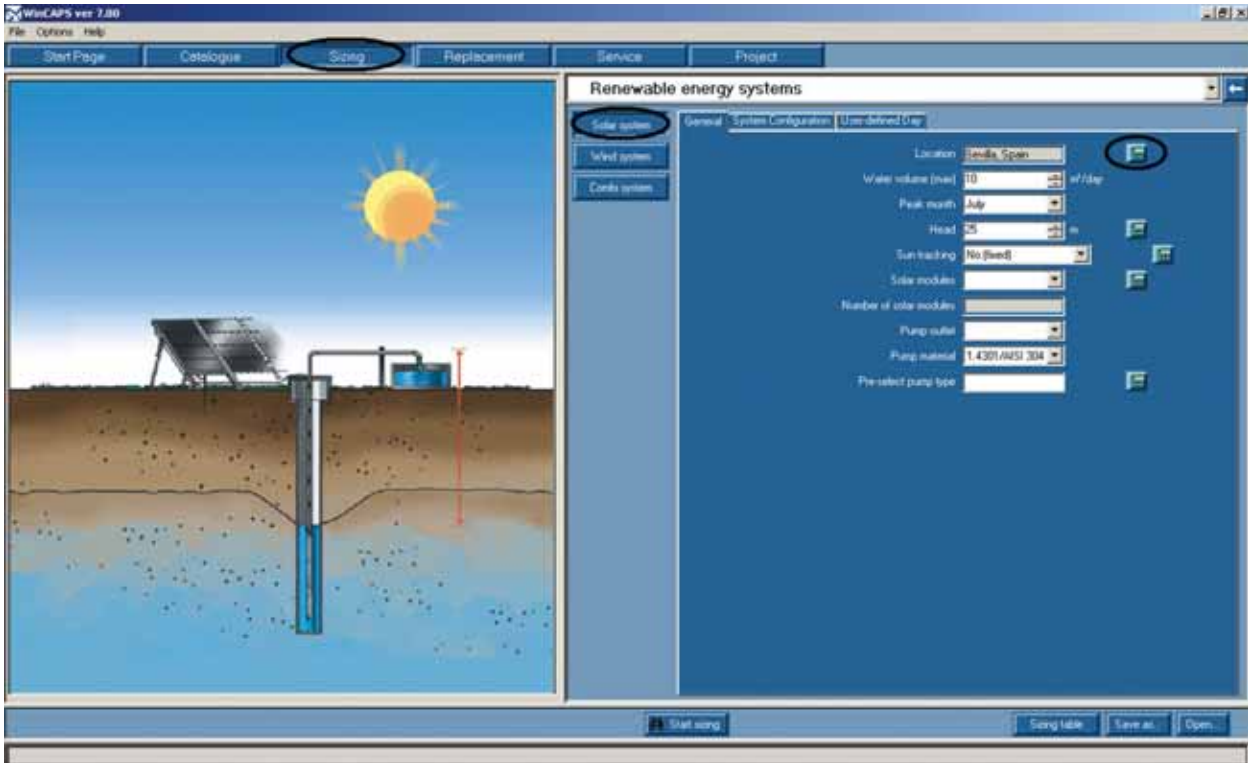 WinCAPS ver 7.00
File Options Help
Start Page Catalogue Sizing Replacement Service Project
Renewable energy systems
Solar system
Wind system
Combi system
General System Configuration User-defined Day
Location Sevilla, Spain
Water volume (max) 10 m³/day
Peak month July
Head 25 m
Sun tracking No (fixed)
Solar modules
Number of solar modules
Pump outlet
Pump material 1.4301/AISI 304
Pre-select pump type
Start sizing
Sizing table Save as... Open...